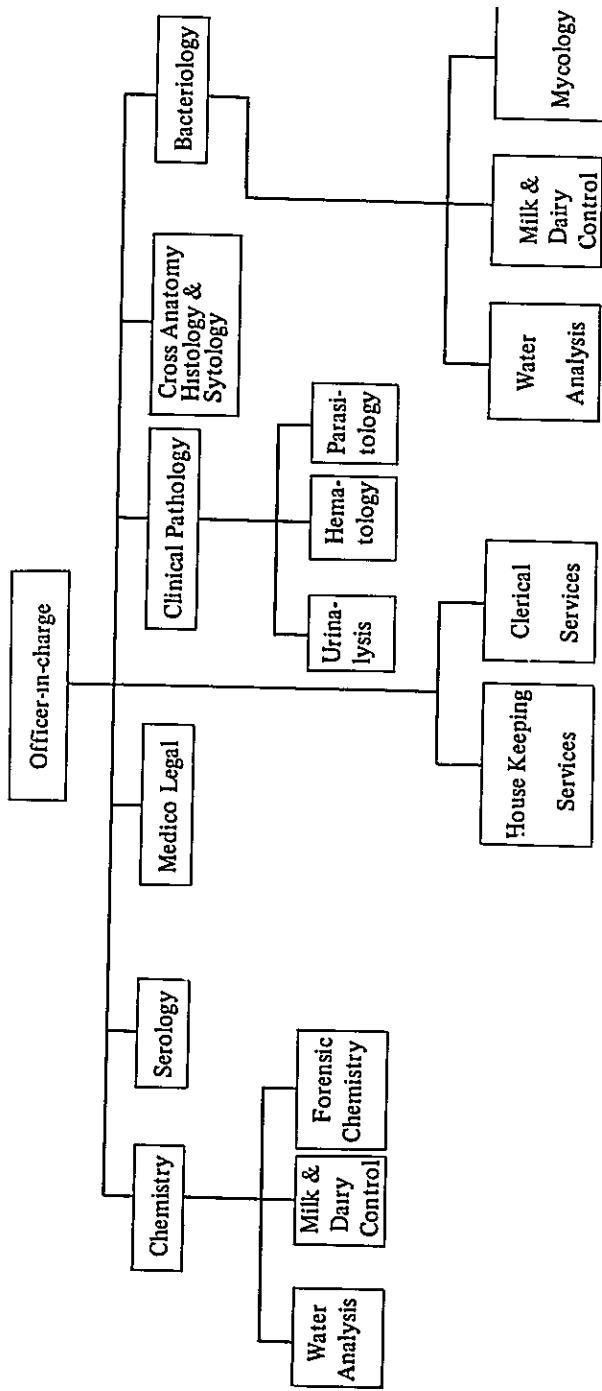 Officer-in-charge
Chemistry
Serology
Medico Legal
Clinical Pathology
Cross Anatomy
Histology &
Sytology
Bacteriology
Water
Analysis
Milk &
Dairy
Control
Forensic
Chemistry
Urina-
lysis
Hema-
tology
Parasi-
tology
House Keeping
Services
Clerical
Services
Water
Analysis
Milk &
Dairy
Control
Mycology